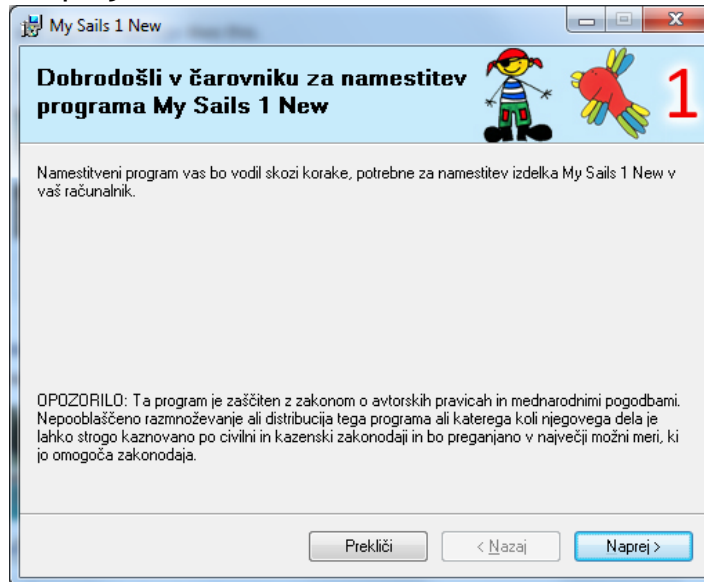 My Sails 1 New
Dobrodošli v čarovniku za namestitev
programa My Sails 1 New
1
Namestitveni program vas bo vodil skozi korake, potrebne za namestitev izdelka My Sails 1 New v
vaš računalnik.
OPOZORILO: Ta program je zaščiten z zakonom o avtorskih pravicah in mednarodnimi pogodbami.
Nepooblaščeno razmnoževanje ali distribucija tega programa ali katerega koli njegovega dela je
lahko strogo kaznovano po civilni in kazenski zakonodaji in bo preganjano v največji možni meri, ki
jo omogoča zakonodaja.
Prekliči
< Nazaj
Naprej >